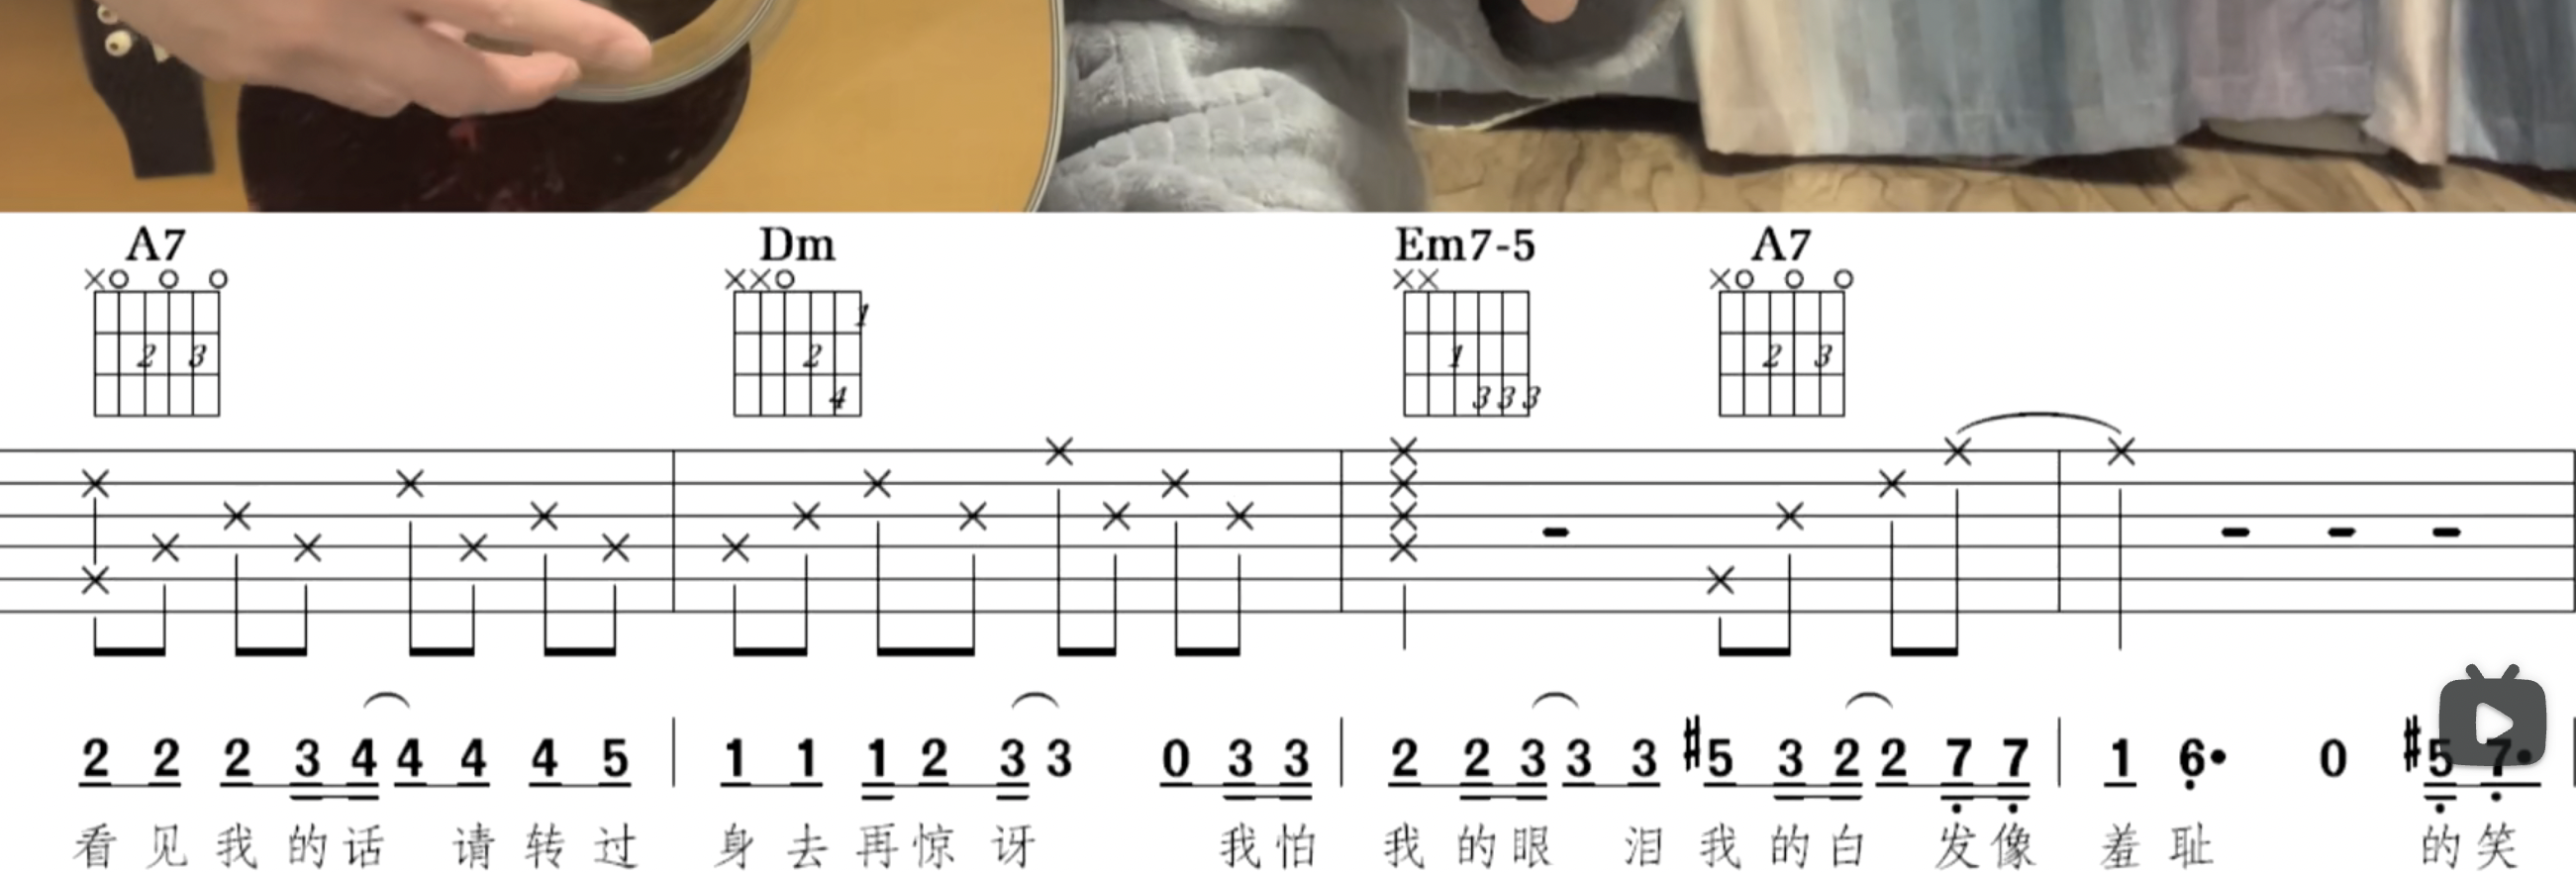 A7 Dm Em7-5 A7
2 3 1 2 4 1 3 3 3 2 3
2 2 2 3 4 4 4 4 5 | 1 1 1 2 3 3 0 3 3 | 2 2 3 3 3 #5 3 2 2 7 7 | 1 6• 0 #5 7•
看见我的话 请转过 身去再惊讶 我怕 我的眼 泪我的白 发像 羞耻 的笑